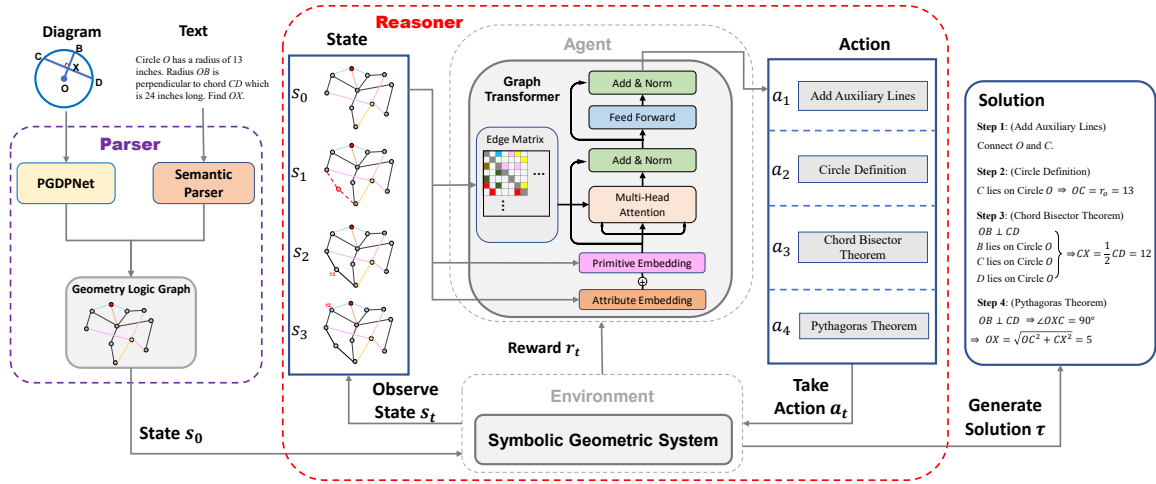 Reasoner
Diagram
Text
C
B
X
O
D
Circle O has a radius of 13
inches. Radius OB is
perpendicular to chord CD which
is 24 inches long. Find OX.
Parser
PGDPNet
Semantic
Parser
Geometry Logic Graph
State s₀
State
s₀
s₁
s₂
13
s₃
12
Observe
State sₜ
Agent
Graph
Transformer
Add & Norm
Feed Forward
Edge Matrix
...
Add & Norm
Multi-Head
Attention
Primitive Embedding
Attribute Embedding
Reward rₜ
Environment
Symbolic Geometric System
Action
a₁ Add Auxiliary Lines
a₂ Circle Definition
a₃ Chord Bisector
Theorem
a₄ Pythagoras Theorem
Take
Action aₜ
Generate
Solution τ
Solution
Step 1: (Add Auxiliary Lines)
Connect O and C.
Step 2: (Circle Definition)
C lies on Circle O ⇒ OC = r₀ = 13
Step 3: (Chord Bisector Theorem)
OB ⊥ CD
B lies on Circle O
C lies on Circle O
D lies on Circle O
⇒ CX = 1/2 CD = 12
Step 4: (Pythagoras Theorem)
OB ⊥ CD ⇒ ∠OXC = 90°
⇒ OX = √(OC² + CX²) = 5